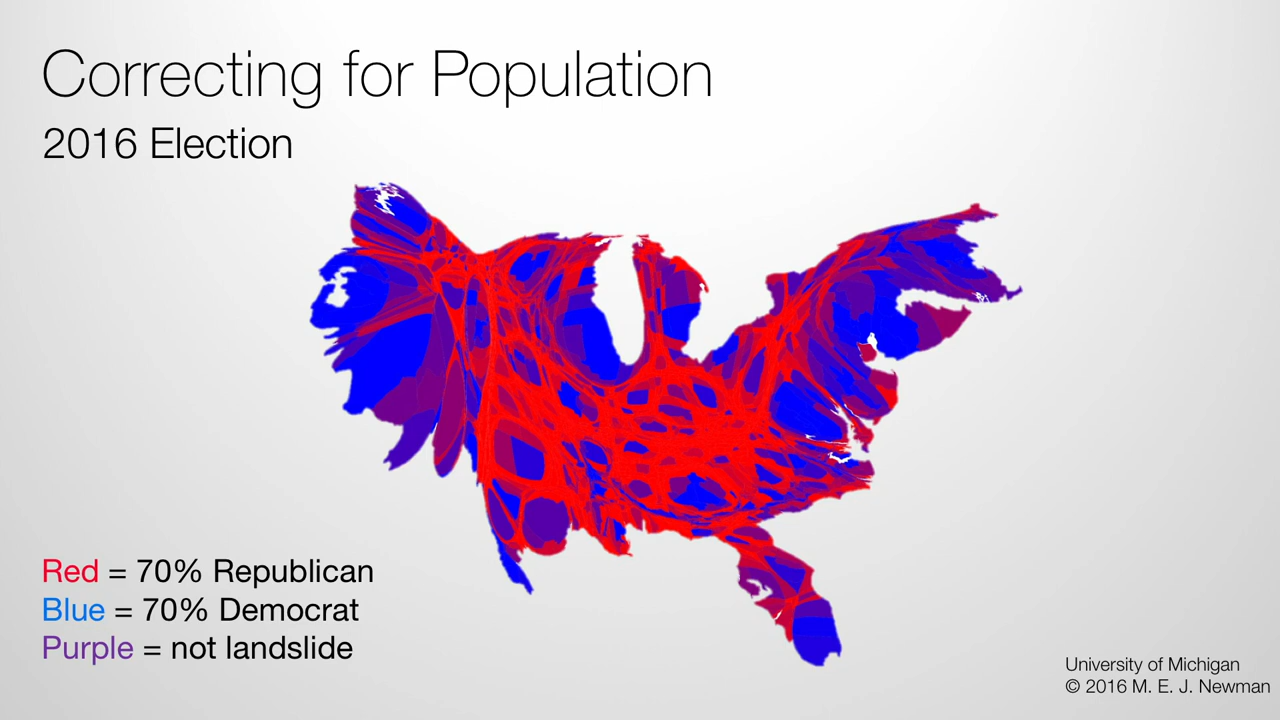 Correcting for Population
2016 Election
Red = 70% Republican
Blue = 70% Democrat
Purple = not landslide
University of Michigan
© 2016 M. E. J. Newman